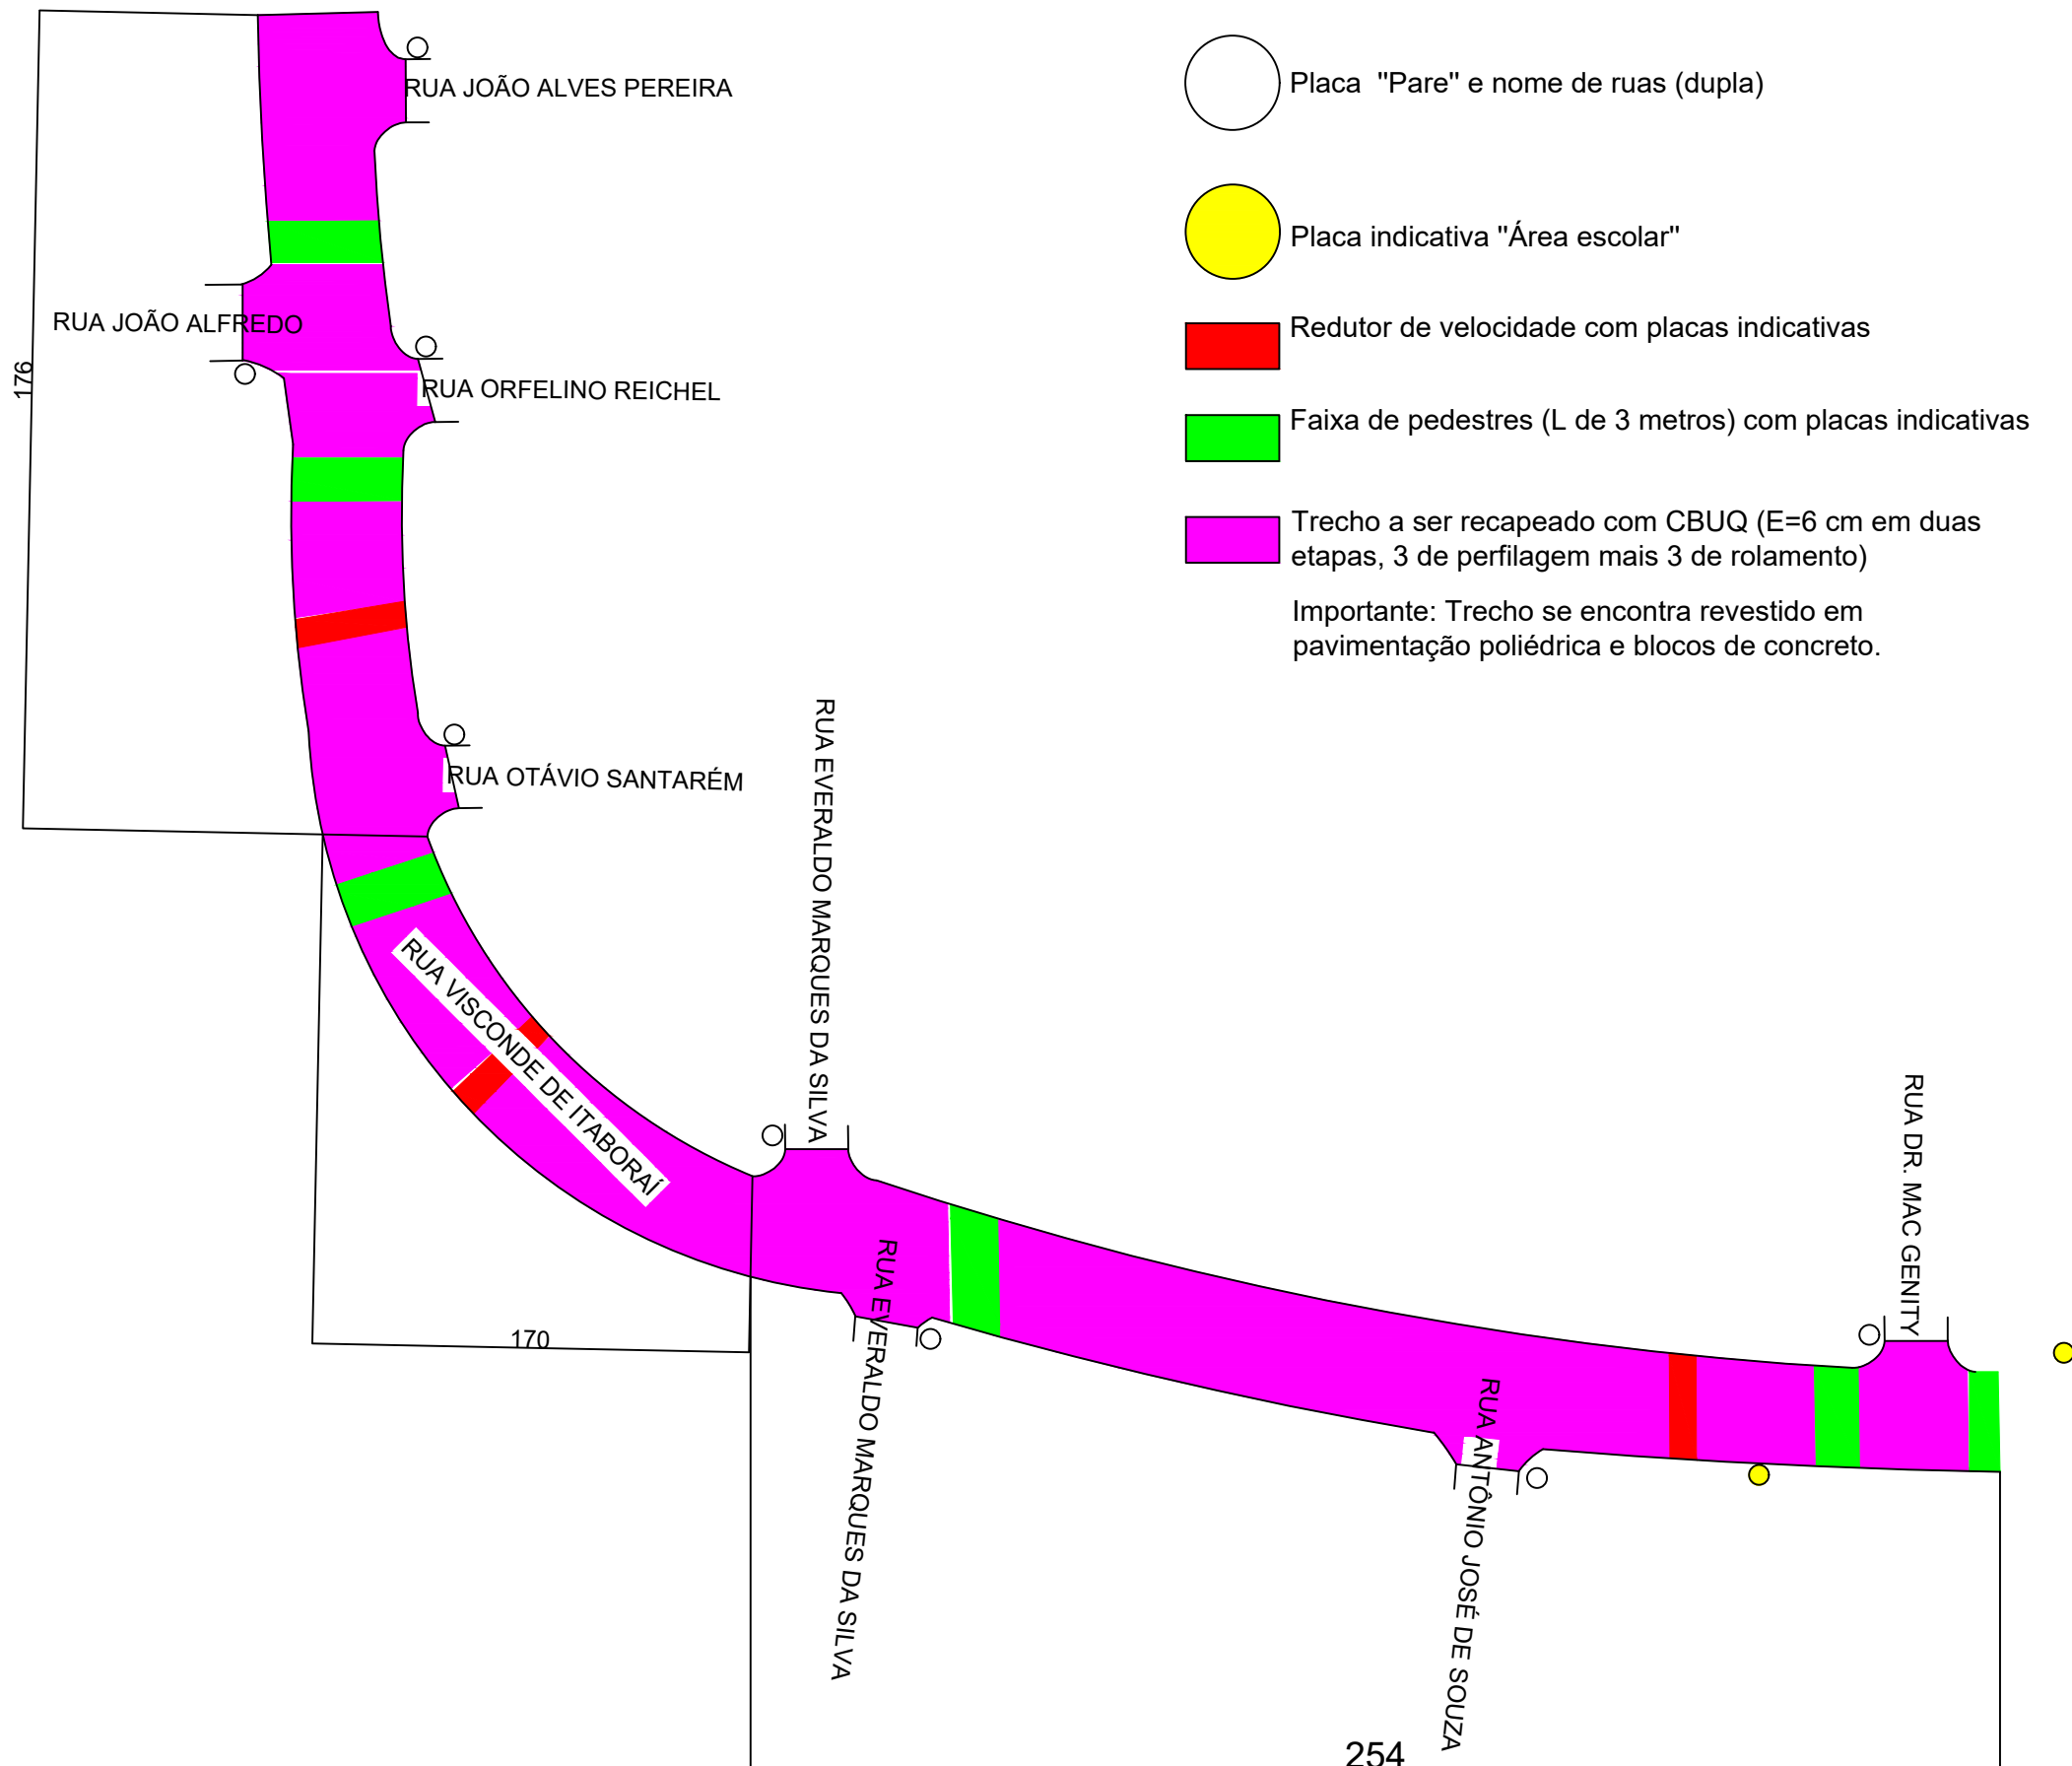 RUA JOÃO ALVES PEREIRA
RUA JOÃO ALFREDO
176
RUA ORFELINO REICHEL
RUA OTÁVIO SANTARÉM
RUA VISCONDE DE ITABORAÍ
170
RUA EVERALDO MARQUES DA SILVA
RUA EVERALDO MARQUES DA SILVA
RUA ANTÔNIO JOSÉ DE SOUZA
RUA DR. MAC GENITY
254
Placa "Pare" e nome de ruas (dupla)
Placa indicativa "Área escolar"
Redutor de velocidade com placas indicativas
Faixa de pedestres (L de 3 metros) com placas indicativas
Trecho a ser recapeado com CBUQ (E=6 cm em duas
etapas, 3 de perfilagem mais 3 de rolamento)
Importante: Trecho se encontra revestido em
pavimentação poliédrica e blocos de concreto.